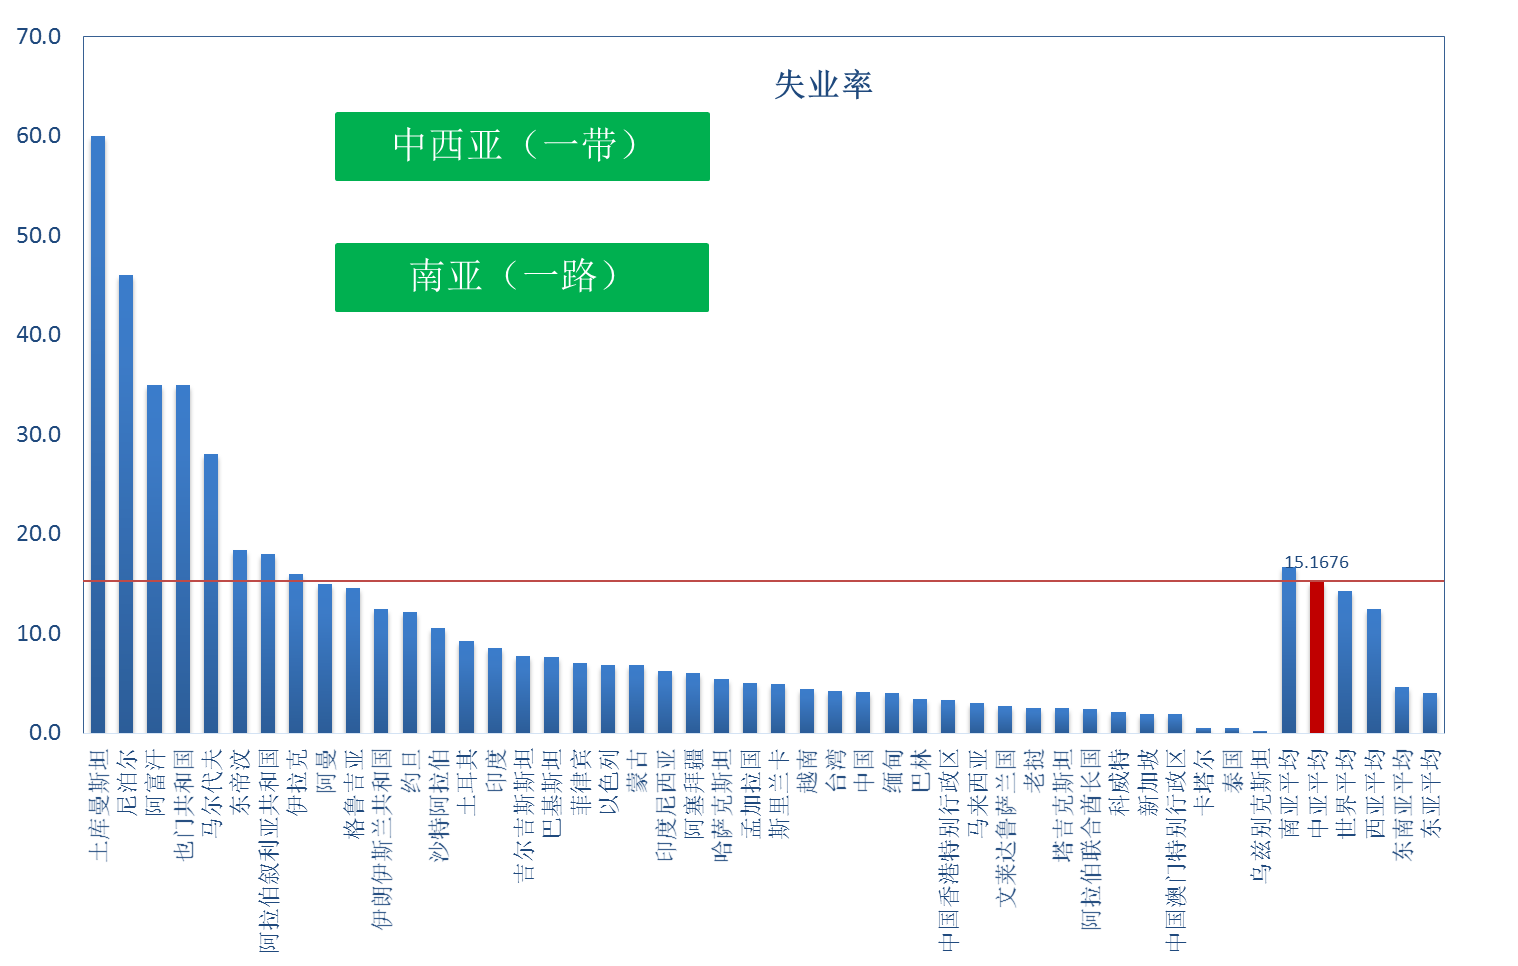 失业率
中西亚（一带）
南亚（一路）
70.0
60.0
50.0
40.0
30.0
20.0
10.0
0.0
15.1676
土库曼斯坦
尼泊尔
阿富汗
也门共和国
马尔代夫
东帝汶
阿拉伯叙利亚共和国
伊拉克
阿曼
格鲁吉亚
伊朗伊斯兰共和国
约旦
沙特阿拉伯
土耳其
印度
吉尔吉斯斯坦
巴基斯坦
菲律宾
以色列
蒙古
印度尼西亚
阿塞拜疆
哈萨克斯坦
孟加拉国
斯里兰卡
越南
台湾
中国
缅甸
巴林
中国香港特别行政区
马来西亚
文莱达鲁萨兰国
老挝
塔吉克斯坦
阿拉伯联合酋长国
科威特
新加坡
中国澳门特别行政区
卡塔尔
泰国
乌兹别克斯坦
南亚平均
中亚平均
世界平均
西亚平均
东南亚平均
东亚平均